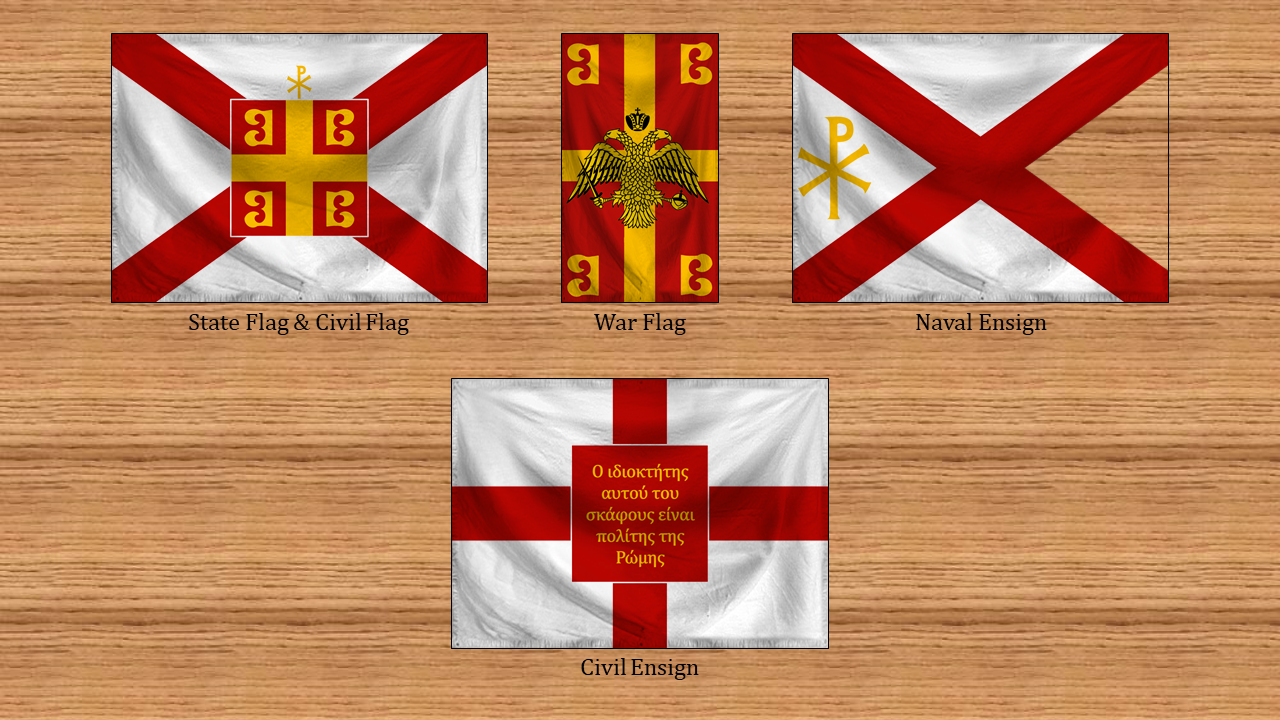 State Flag & Civil Flag
War Flag
Naval Ensign
Ο ιδιοκτήτης
αυτού του
σκάφους είναι
πολίτης της
Ρώμης
Civil Ensign